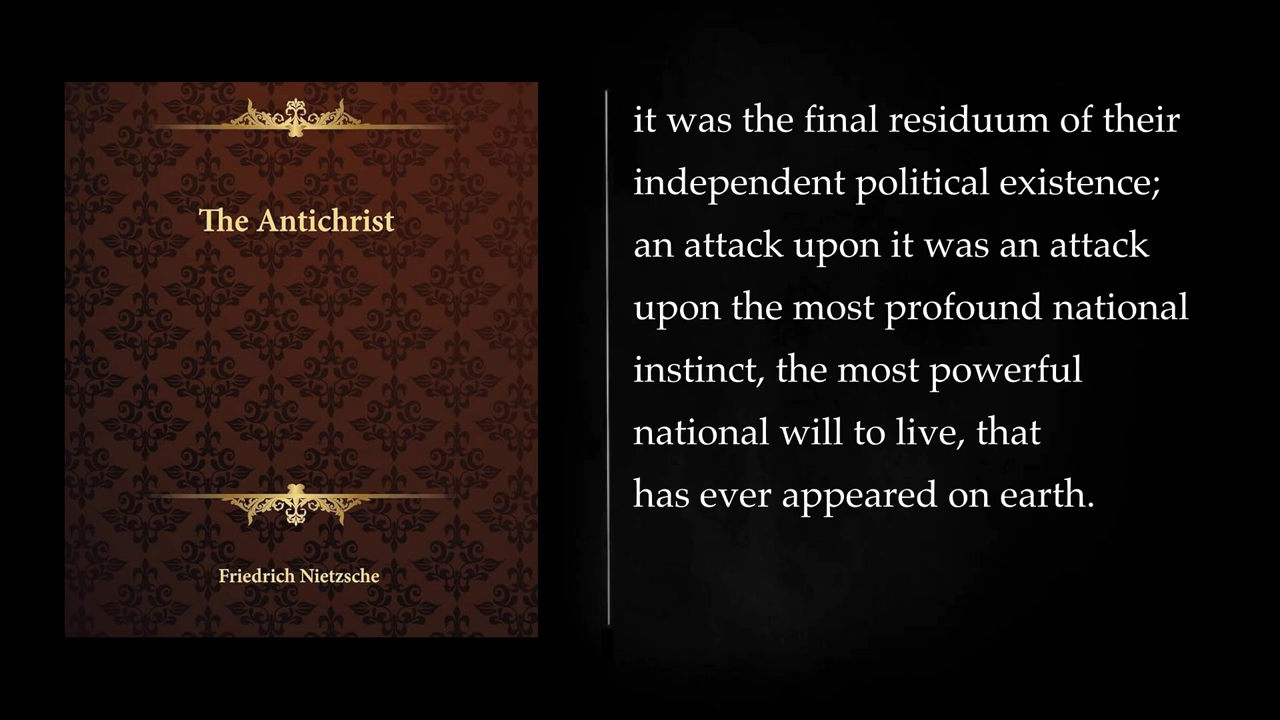 The Antichrist
Friedrich Nietzsche
it was the final residuum of their
independent political existence;
an attack upon it was an attack
upon the most profound national
instinct, the most powerful
national will to live, that
has ever appeared on earth.